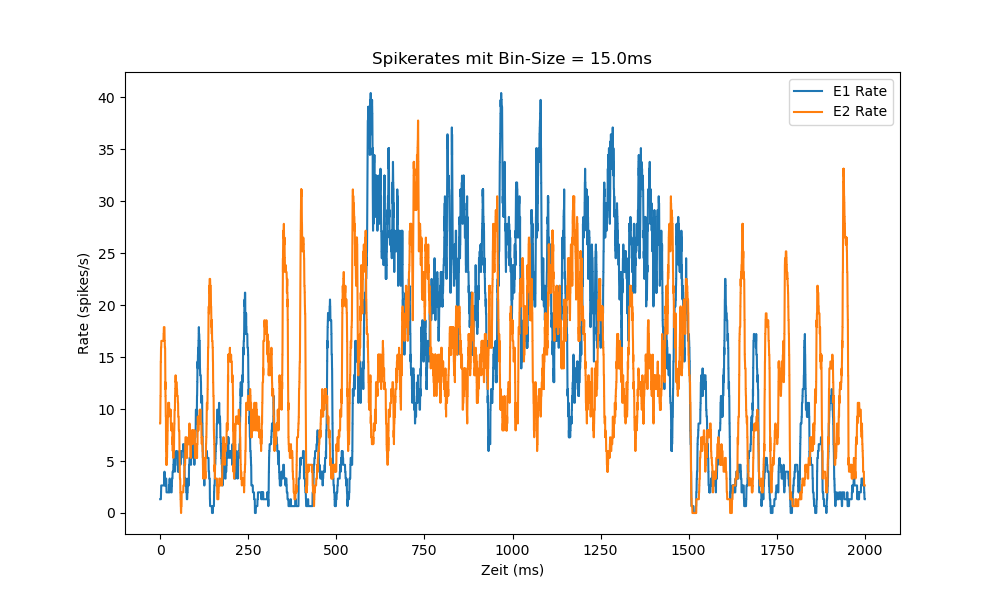 Spikerates mit Bin-Size = 15.0ms
E1 Rate
E2 Rate
Rate (spikes/s)
40
35
30
25
20
15
10
5
0
0 250 500 750 1000 1250 1500 1750 2000
Zeit (ms)